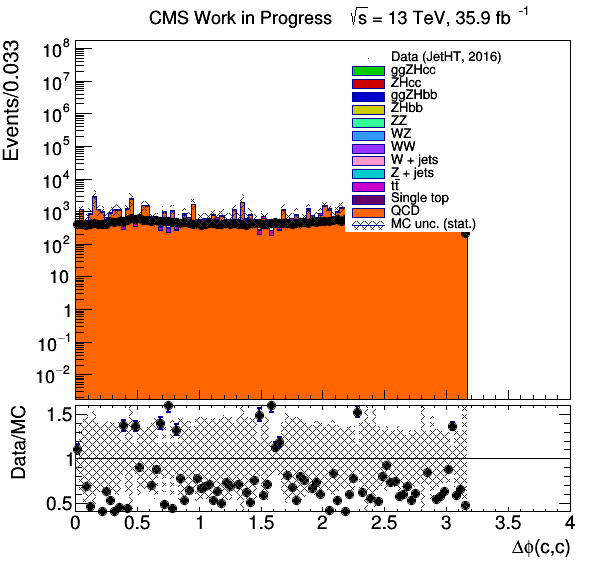 CMS Work in Progress √s = 13 TeV, 35.9 fb⁻¹
Events/0.033
10⁸
10⁷
10⁶
10⁵
10⁴
10³
10²
10
1
10⁻¹
10⁻²
Data (JetHT, 2016)
ggZHcc
ZHcc
ggZHbb
ZHbb
ZZ
WZ
WW
W + jets
Z + jets
tt̄
Single top
QCD
MC unc. (stat.)
Data/MC
1.5
1
0.5
0 0.5 1 1.5 2 2.5 3 3.5 4
Δϕ(c,c)